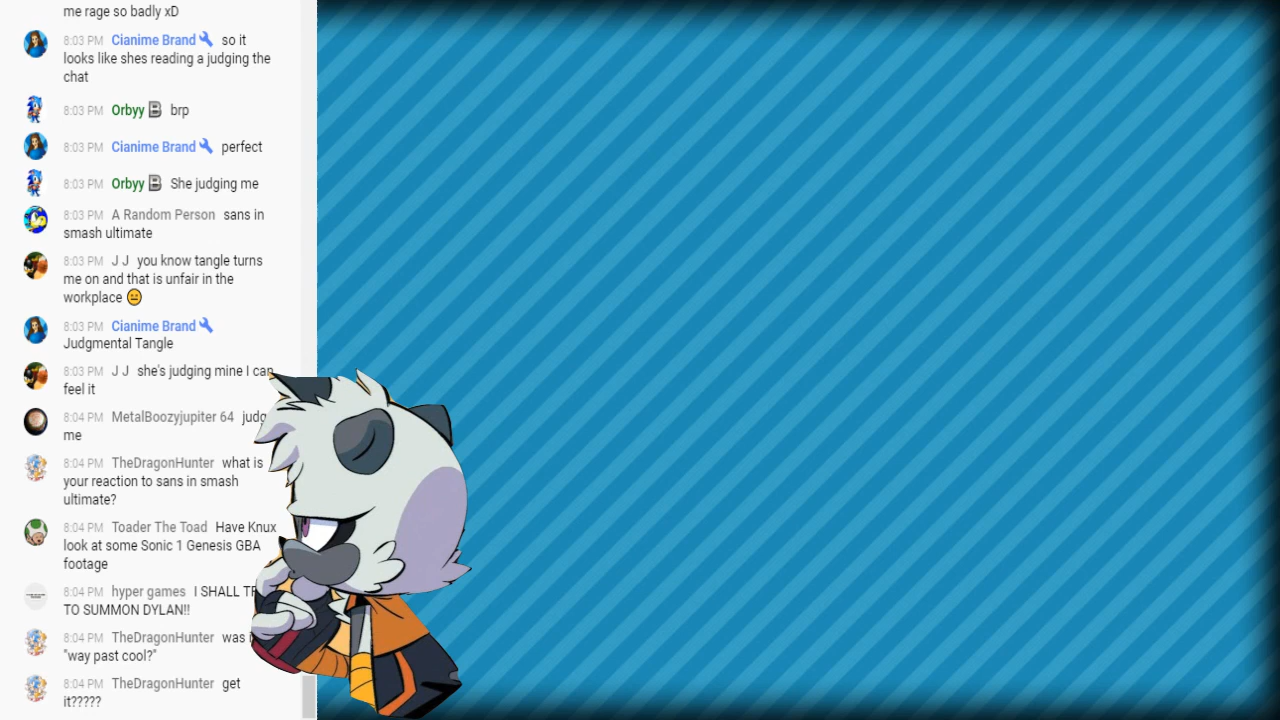 me rage so badly xD
8:03 PM Cianime Brand so it
looks like shes reading a judging the
chat
8:03 PM Orbyy B brp
8:03 PM Cianime Brand perfect
8:03 PM Orbyy B She judging me
8:03 PM A Random Person sans in
smash ultimate
8:03 PM J J you know tangle turns
me on and that is unfair in the
workplace 😐
8:03 PM Cianime Brand
Judgmental Tangle
8:03 PM J J she's judging mine I can
feel it
8:04 PM MetalBoozyjupiter 64 judg
me
8:04 PM TheDragonHunter what is
your reaction to sans in smash
ultimate?
8:04 PM Toader The Toad Have Knux
look at some Sonic 1 Genesis GBA
footage
8:04 PM hyper games I SHALL
TO SUMMON DYLAN!!
8:04 PM TheDragonHunter was
"way past cool?"
8:04 PM TheDragonHunter get
it?????